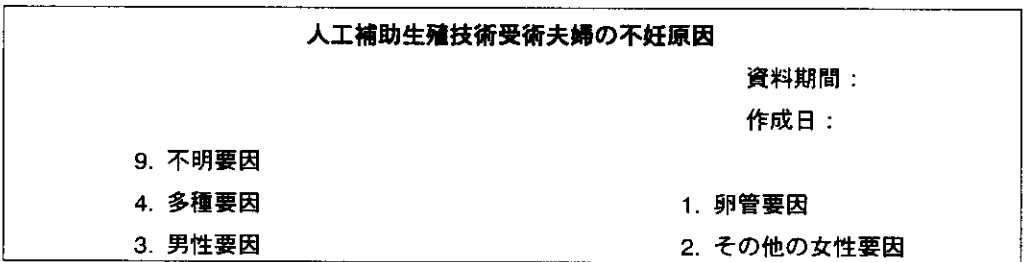 人工補助生殖技術受術夫婦の不妊原因
資料期間：
作成日：
9. 不明要因
4. 多種要因
1. 卵管要因
3. 男性要因
2. その他の女性要因